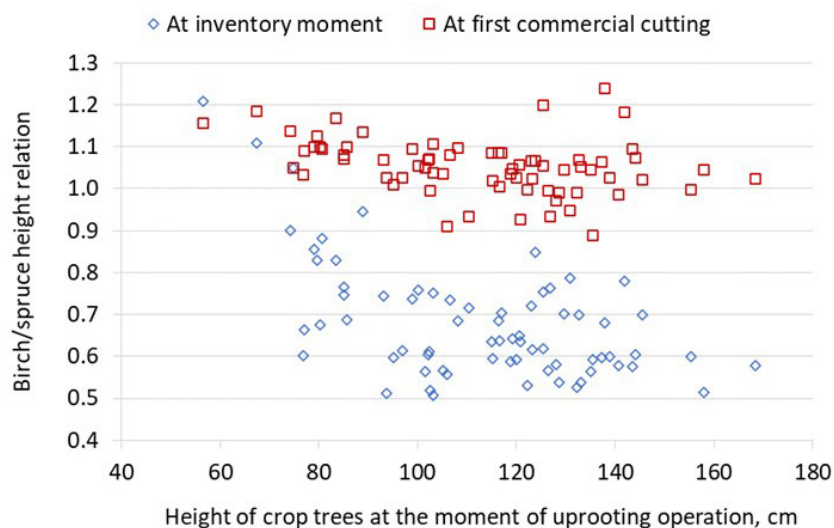 At inventory moment At first commercial cutting
Birch/spruce height relation
1.3
1.2
1.1
1.0
0.9
0.8
0.7
0.6
0.5
0.4
40 60 80 100 120 140 160 180
Height of crop trees at the moment of uprooting operation, cm